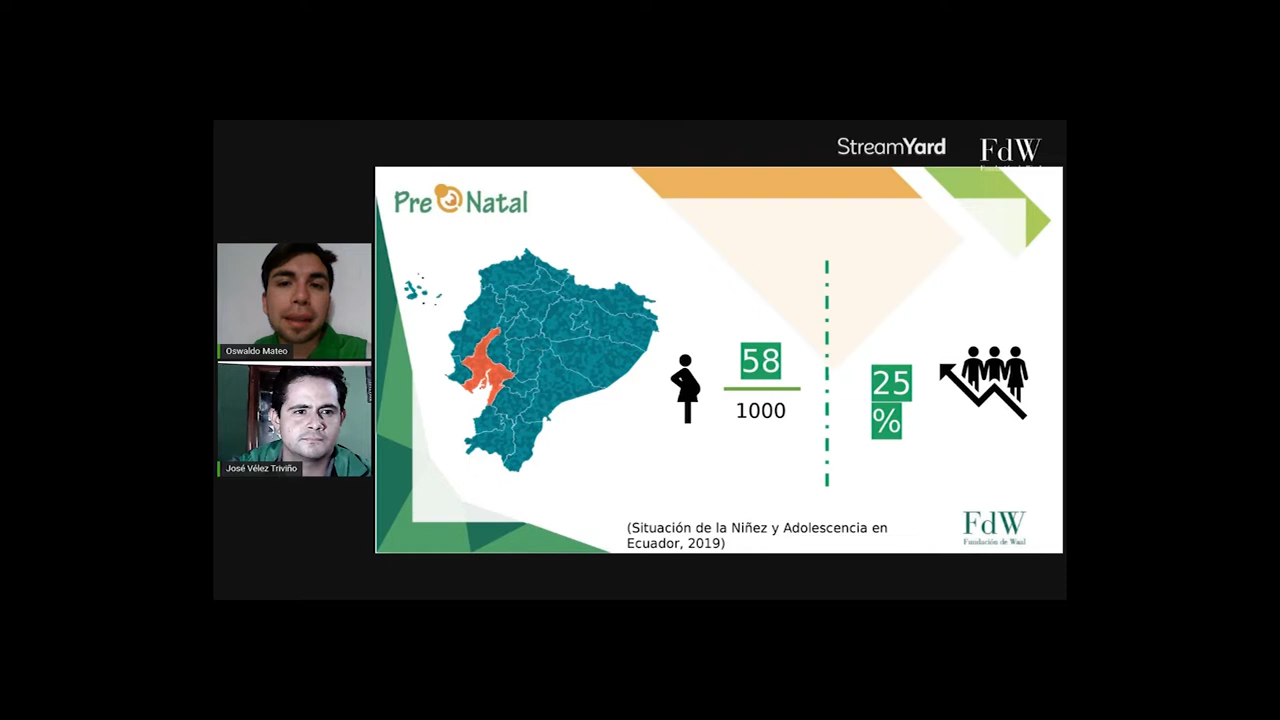 StreamYard
FdW
Pre Natal
58
1000
25
%
Oswaldo Mateo
José Vélez Triviño
(Situación de la Niñez y Adolescencia en
Ecuador, 2019)
FdW
Fundación de Waal